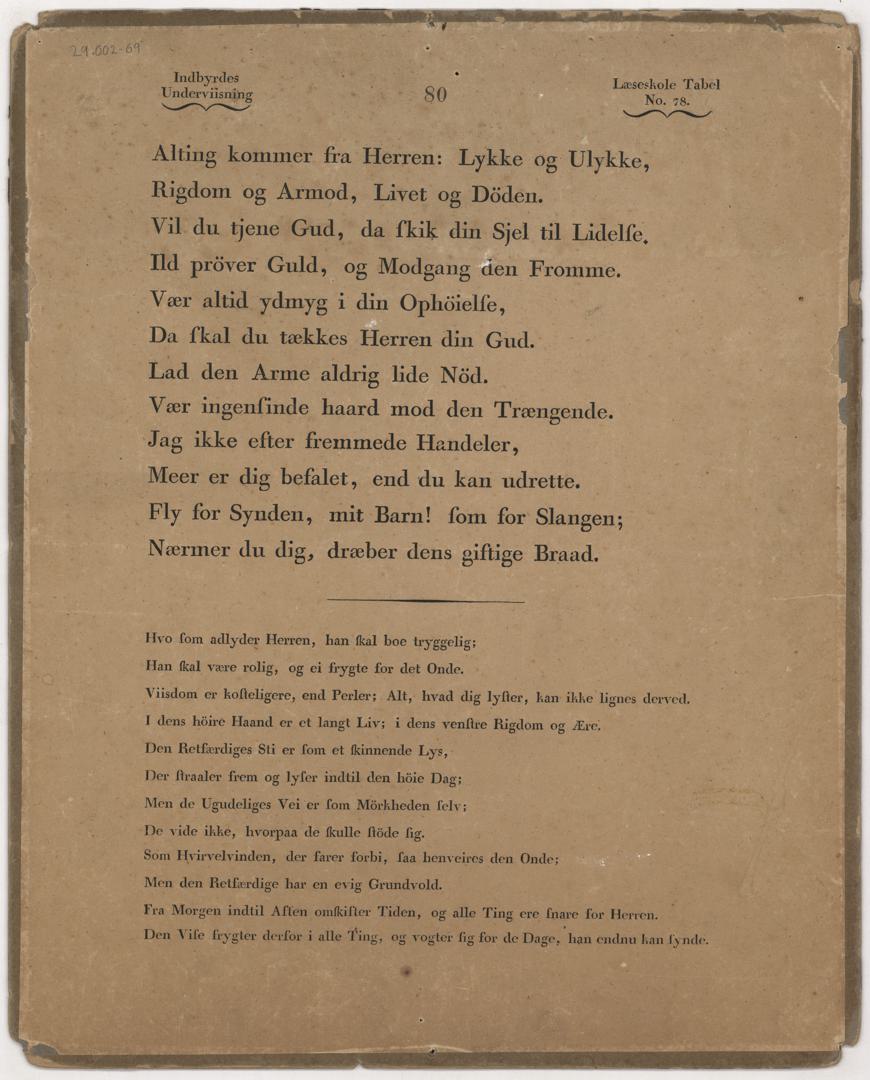 29.002-69
Indbyrdes
Underviisning
80
Læseskole Tabel
No. 78.
Alting kommer fra Herren: Lykke og Ulykke,
Rigdom og Armod, Livet og Döden.
Vil du tjene Gud, da ſkik din Sjel til Lidelſe.
Ild pröver Guld, og Modgang den Fromme.
Vær altid ydmyg i din Ophöielſe,
Da ſkal du tækkes Herren din Gud.
Lad den Arme aldrig lide Nöd.
Vær ingenſinde haard mod den Trængende.
Jag ikke efter fremmede Handeler,
Meer er dig befalet, end du kan udrette.
Fly for Synden, mit Barn! ſom for Slangen;
Nærmer du dig, dræber dens giftige Braad.
Hvo ſom adlyder Herren, han ſkal boe tryggelig;
Han ſkal være rolig, og ei frygte for det Onde.
Viisdom er koſteligere, end Perler; Alt, hvad dig lyſter, kan ikke lignes derved.
I dens höire Haand er et langt Liv; i dens venſtre Rigdom og Ære.
Den Retfærdiges Sti er ſom et ſkinnende Lys,
Der ſtraaler frem og lyſer indtil den höie Dag;
Men de Ugudeliges Vei er ſom Mörkheden ſelv;
De vide ikke, hvorpaa de ſkulle ſtöde ſig.
Som Hvirvelvinden, der farer forbi, ſaa henveires den Onde;
Men den Retfærdige har en evig Grundvold.
Fra Morgen indtil Aften omſkifter Tiden, og alle Ting ere ſnare for Herren.
Den Viſe frygter derfor i alle Ting, og vogter ſig for de Dage, han endnu kan ſynde.